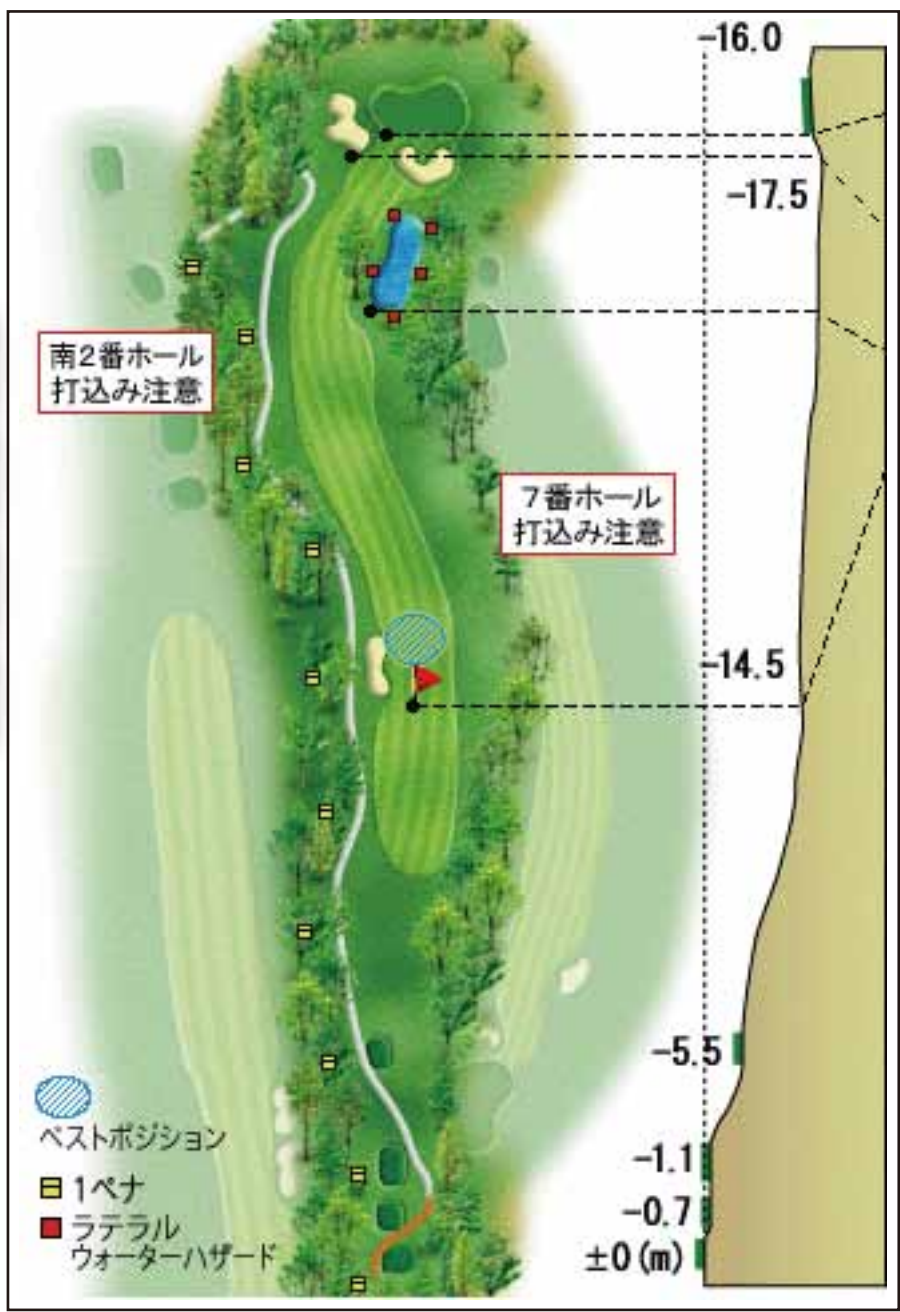 -16.0
-17.5
南2番ホール
打込み注意
7番ホール
打込み注意
-14.5
-5.5
ベストポジション
-1.1
1ペナ
-0.7
ラテラル
ウォーターハザード
±0(m)